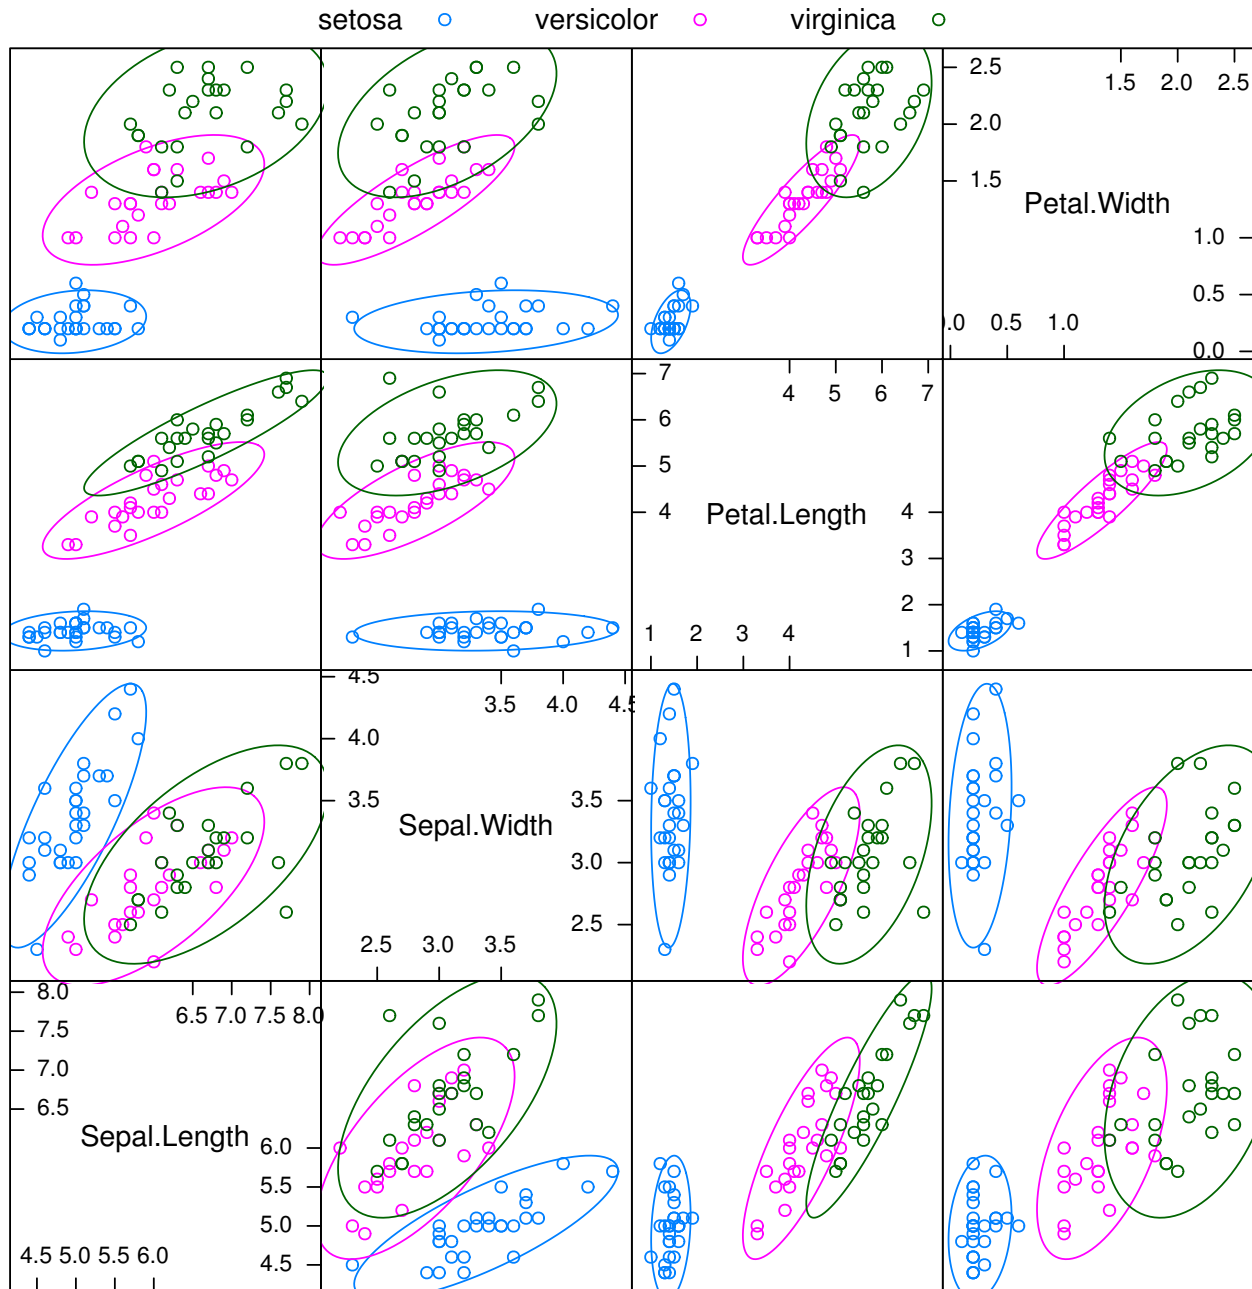 setosa versicolor virginica
2.5
1.5 2.0 2.5
2.0
1.5
Petal.Width
1.0
0.5
0.0 0.5 1.0
0.0
7
4 5 6 7
6
5
4 Petal.Length 4
3
2
1 2 3 4
1
4.5
3.5 4.0 4.5
4.0
3.5 3.5
Sepal.Width
3.0
2.5 3.0 3.5
2.5
8.0
6.5 7.0 7.5 8.0
7.5
7.0
6.5
Sepal.Length 6.0
5.5
5.0
4.5 5.0 5.5 6.0
4.5